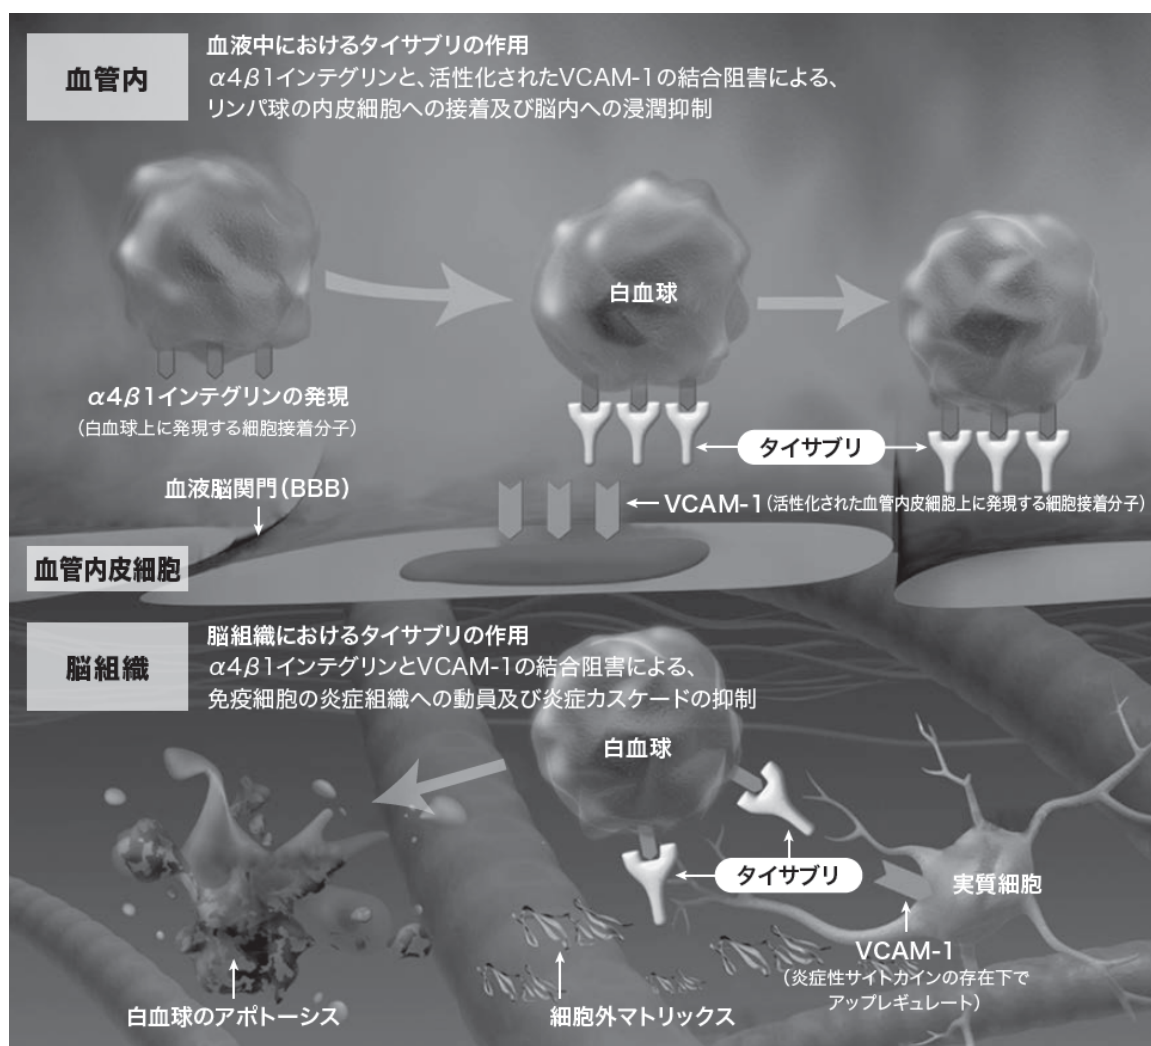 血管内
血液中におけるタイサブリの作用
α4β1インテグリンと、活性化されたVCAM-1の結合阻害による、
リンパ球の内皮細胞への接着及び脳内への浸潤抑制
白血球
α4β1インテグリンの発現
（白血球上に発現する細胞接着分子）
タイサブリ
血液脳関門（BBB）
VCAM-1（活性化された血管内皮細胞上に発現する細胞接着分子）
血管内皮細胞
脳組織
脳組織におけるタイサブリの作用
α4β1インテグリンとVCAM-1の結合阻害による、
免疫細胞の炎症組織への動員及び炎症カスケードの抑制
白血球
タイサブリ
実質細胞
VCAM-1
（炎症性サイトカインの存在下で
アップレギュレート）
白血球のアポトーシス
細胞外マトリックス